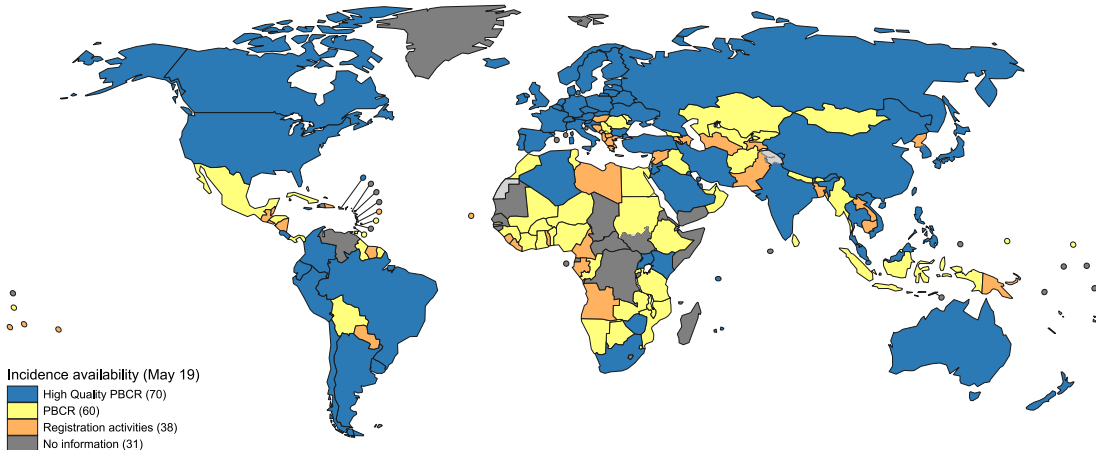 Incidence availability (May 19)
High Quality PBCR (70)
PBCR (60)
Registration activities (38)
No information (31)